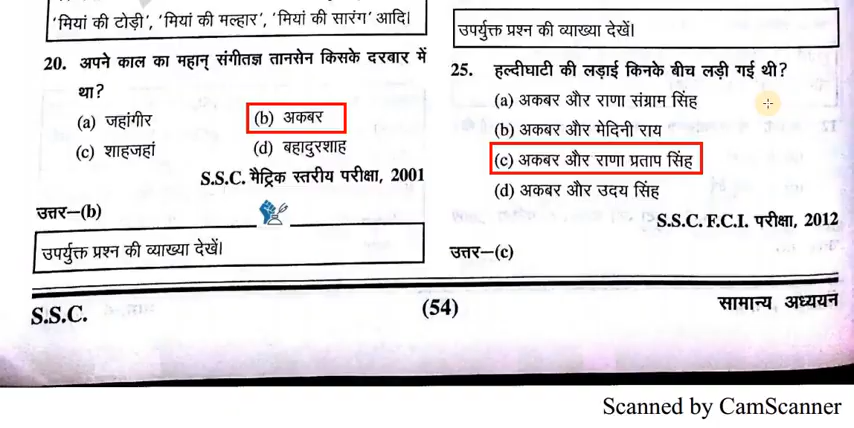 'मियां की टोड़ी', 'मियां की मल्हार', 'मियां की सारंग' आदि।
20. अपने काल का महान् संगीतज्ञ तानसेन किसके दरबार में
था?
(a) जहांगीर (b) अकबर
(c) शाहजहां (d) बहादुरशाह
S.S.C. मैट्रिक स्तरीय परीक्षा, 2001
उत्तर—(b)
उपर्युक्त प्रश्न की व्याख्या देखें।
उपर्युक्त प्रश्न की व्याख्या देखें।
25. हल्दीघाटी की लड़ाई किनके बीच लड़ी गई थी?
(a) अकबर और राणा संग्राम सिंह
(b) अकबर और मेदिनी राय
(c) अकबर और राणा प्रताप सिंह
(d) अकबर और उदय सिंह
S.S.C. F.C.I. परीक्षा, 2012
उत्तर—(c)
S.S.C. (54) सामान्य अध्ययन
Scanned by CamScanner